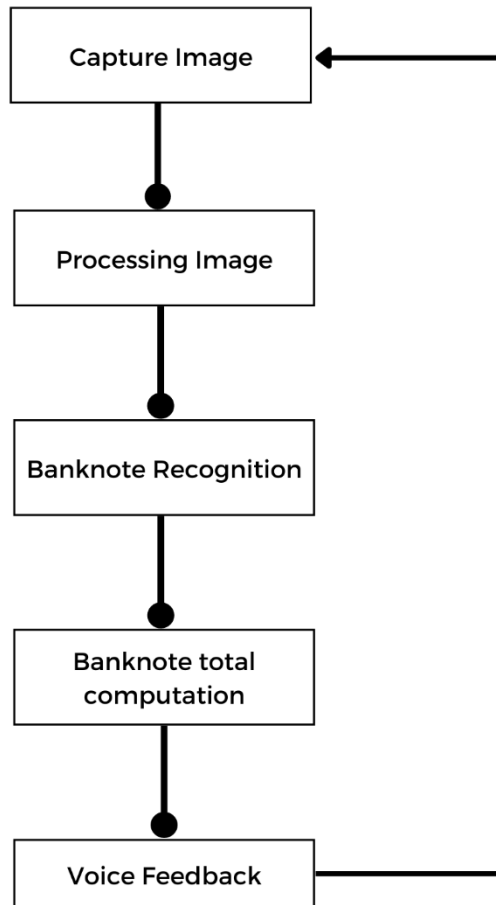 Capture Image
Processing Image
Banknote Recognition
Banknote total
computation
Voice Feedback